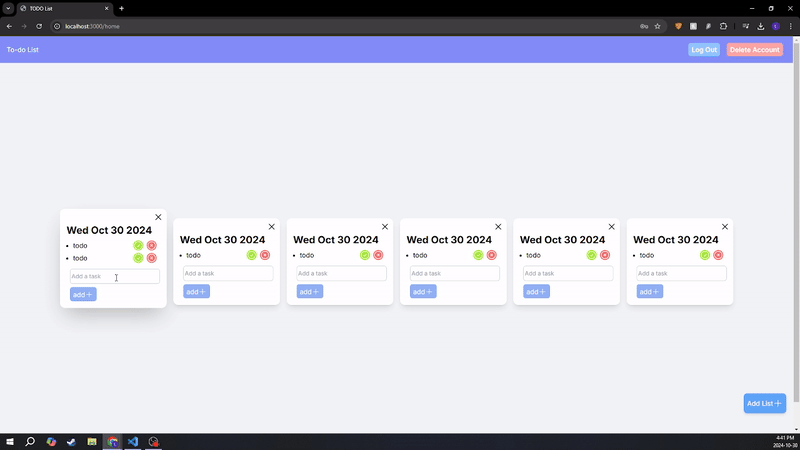 TODO List
localhost:3000/home
To-do List
Log Out
Delete Account
Wed Oct 30 2024
todo
todo
Add a task
add
Wed Oct 30 2024
todo
Add a task
add
Wed Oct 30 2024
todo
Add a task
add
Wed Oct 30 2024
todo
Add a task
add
Wed Oct 30 2024
todo
Add a task
add
Wed Oct 30 2024
todo
Add a task
add
Add List
4:41 PM
2024-10-30